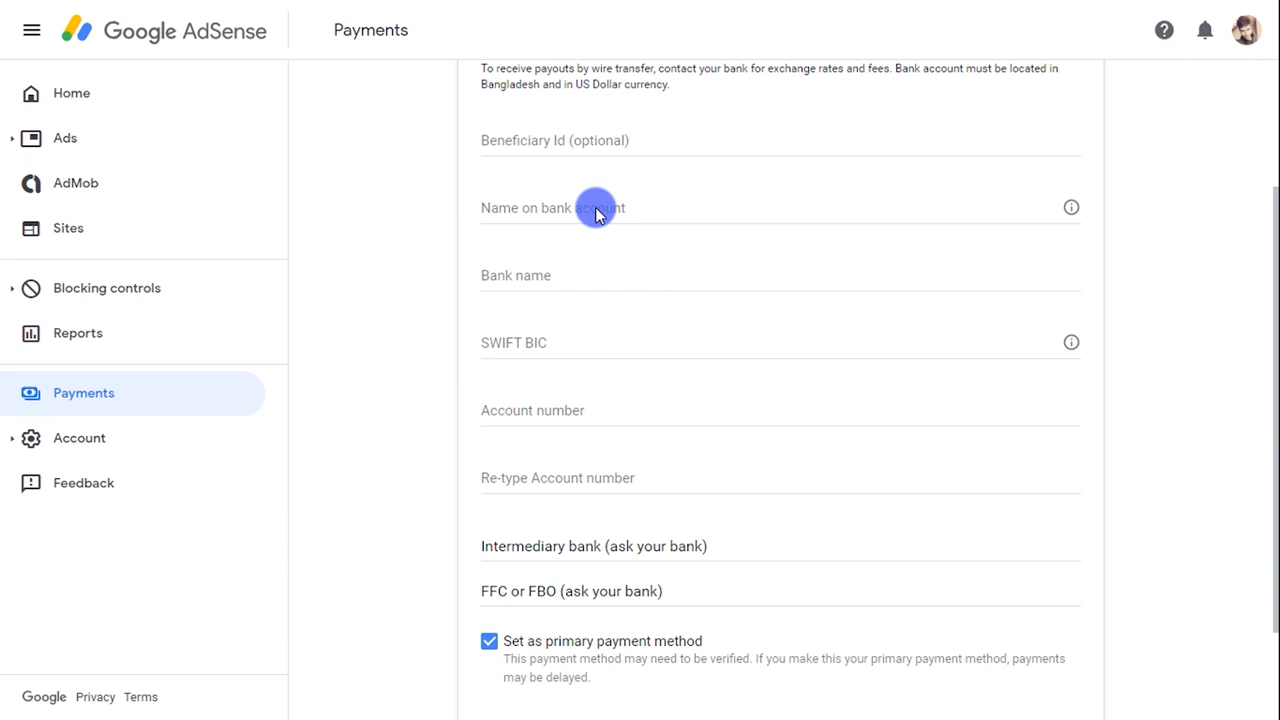 Google AdSense
Payments
Home
Ads
AdMob
Sites
Blocking controls
Reports
Payments
Account
Feedback
Google Privacy Terms
To receive payouts by wire transfer, contact your bank for exchange rates and fees. Bank account must be located in
Bangladesh and in US Dollar currency.
Beneficiary Id (optional)
Name on bank account
Bank name
SWIFT BIC
Account number
Re-type Account number
Intermediary bank (ask your bank)
FFC or FBO (ask your bank)
Set as primary payment method
This payment method may need to be verified. If you make this your primary payment method, payments
may be delayed.